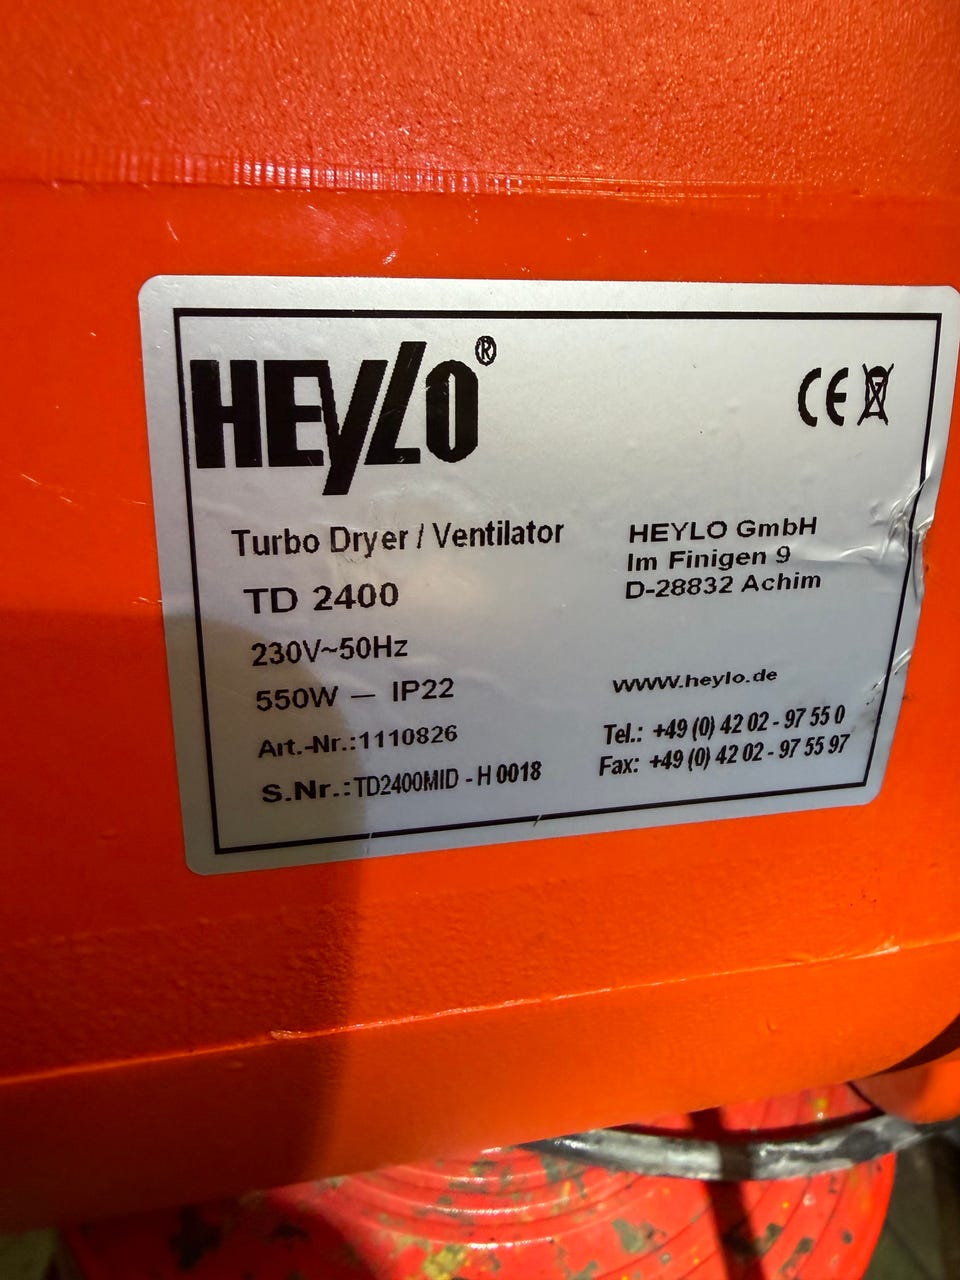 HEYLO®
CE
Turbo Dryer / Ventilator
TD 2400
230V~50Hz
550W — IP22
Art.-Nr.:1110826
S.Nr.:TD2400MID - H 0018
HEYLO GmbH
Im Finigen 9
D-28832 Achim
www.heylo.de
Tel.: +49 (0) 42 02 - 97 55 0
Fax: +49 (0) 42 02 - 97 55 97